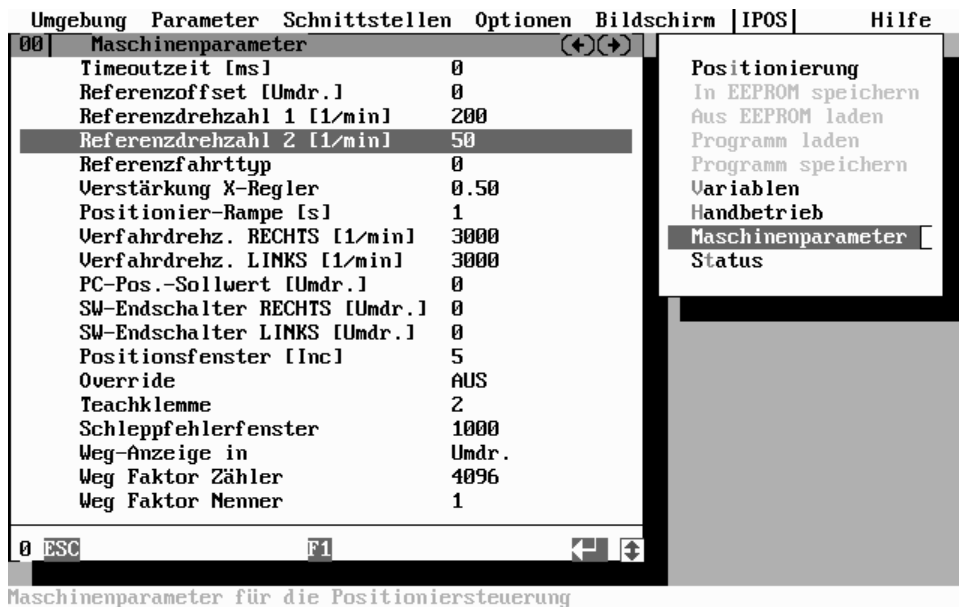 Umgebung Parameter Schnittstellen Optionen Bildschirm IPOS Hilfe
00 Maschinenparameter (←)(→)
Timeoutzeit [ms] 0
Referenzoffset [Umdr.] 0
Referenzdrehzahl 1 [1/min] 200
Referenzdrehzahl 2 [1/min] 50
Referenzfahrttyp 0
Verstärkung X-Regler 0.50
Positionier-Rampe [s] 1
Verfahrdrehz. RECHTS [1/min] 3000
Verfahrdrehz. LINKS [1/min] 3000
PC-Pos.-Sollwert [Umdr.] 0
SW-Endschalter RECHTS [Umdr.] 0
SW-Endschalter LINKS [Umdr.] 0
Positionsfenster [Inc] 5
Override AUS
Teachklemme 2
Schleppfehlerfenster 1000
Weg-Anzeige in Umdr.
Weg Faktor Zähler 4096
Weg Faktor Nenner 1
0 ESC F1
Positionierung
In EEPROM speichern
Aus EEPROM laden
Programm laden
Programm speichern
Variablen
Handbetrieb
Maschinenparameter
Status
Maschinenparameter für die Positioniersteuerung